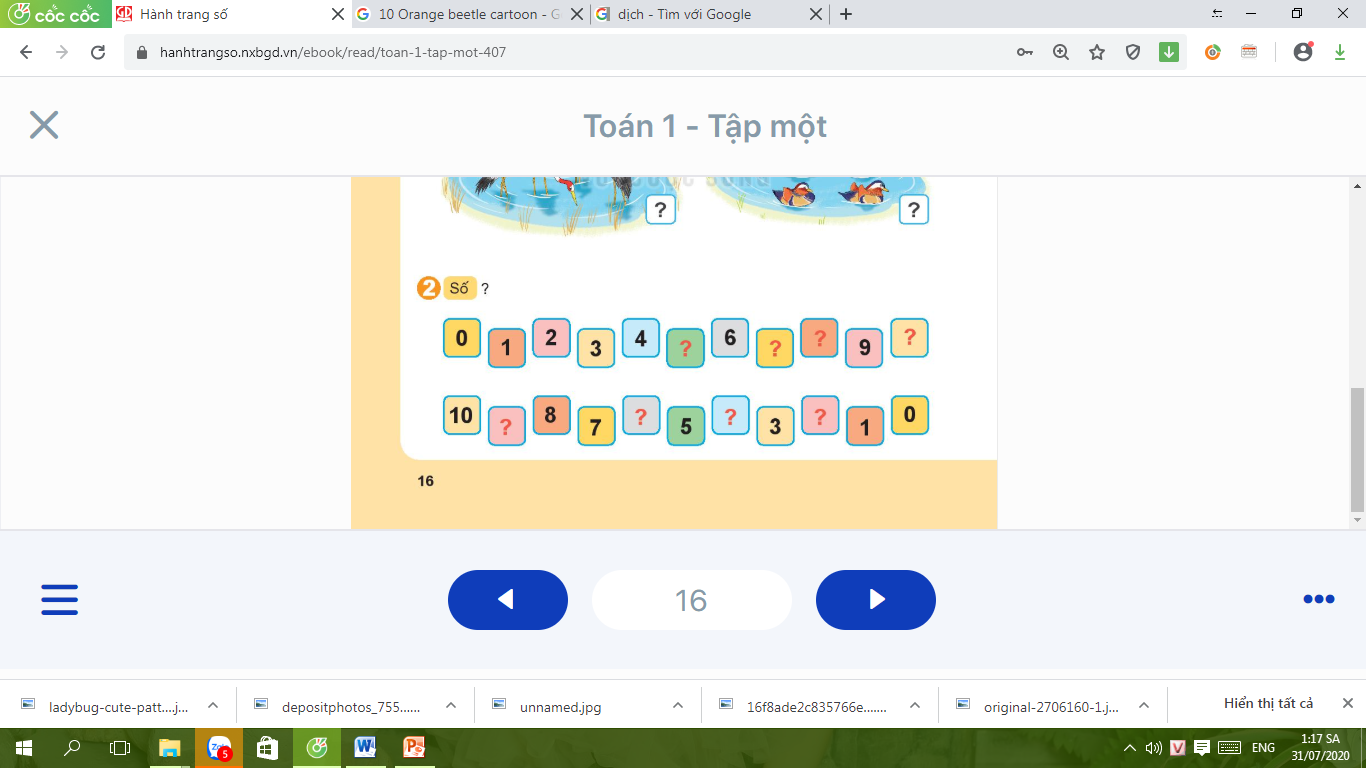 cốc cốc
Hành trang số
10 Orange beetle cartoon - G
dịch - Tìm với Google
hanhtrangso.nxbgd.vn/ebook/read/toan-1-tap-mot-407
Toán 1 - Tập một
? ?
2 Số ?
0 1 2 3 4 ? 6 ? ? 9 ?
10 ? 8 7 ? 5 ? 3 ? 1 0
16
16
ladybug-cute-patt....j...
depositphotos_755......
unnamed.jpg
16f8ade2c835766e.......
original-2706160-1.j...
Hiển thị tất cả
5
ENG
1:17 SA
31/07/2020